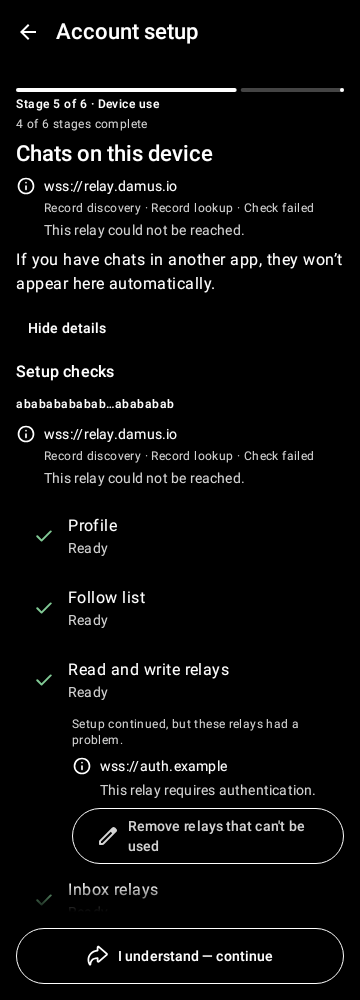 Account setup
Stage 5 of 6 · Device use
4 of 6 stages complete
Chats on this device
wss://relay.damus.io
Record discovery · Record lookup · Check failed
This relay could not be reached.
If you have chats in another app, they won’t
appear here automatically.
Hide details
Setup checks
ababababab…abababab
wss://relay.damus.io
Record discovery · Record lookup · Check failed
This relay could not be reached.
Profile
Ready
Follow list
Ready
Read and write relays
Ready
Setup continued, but these relays had a
problem.
wss://auth.example
This relay requires authentication.
Remove relays that can't be
used
Inbox relays
Ready
I understand — continue